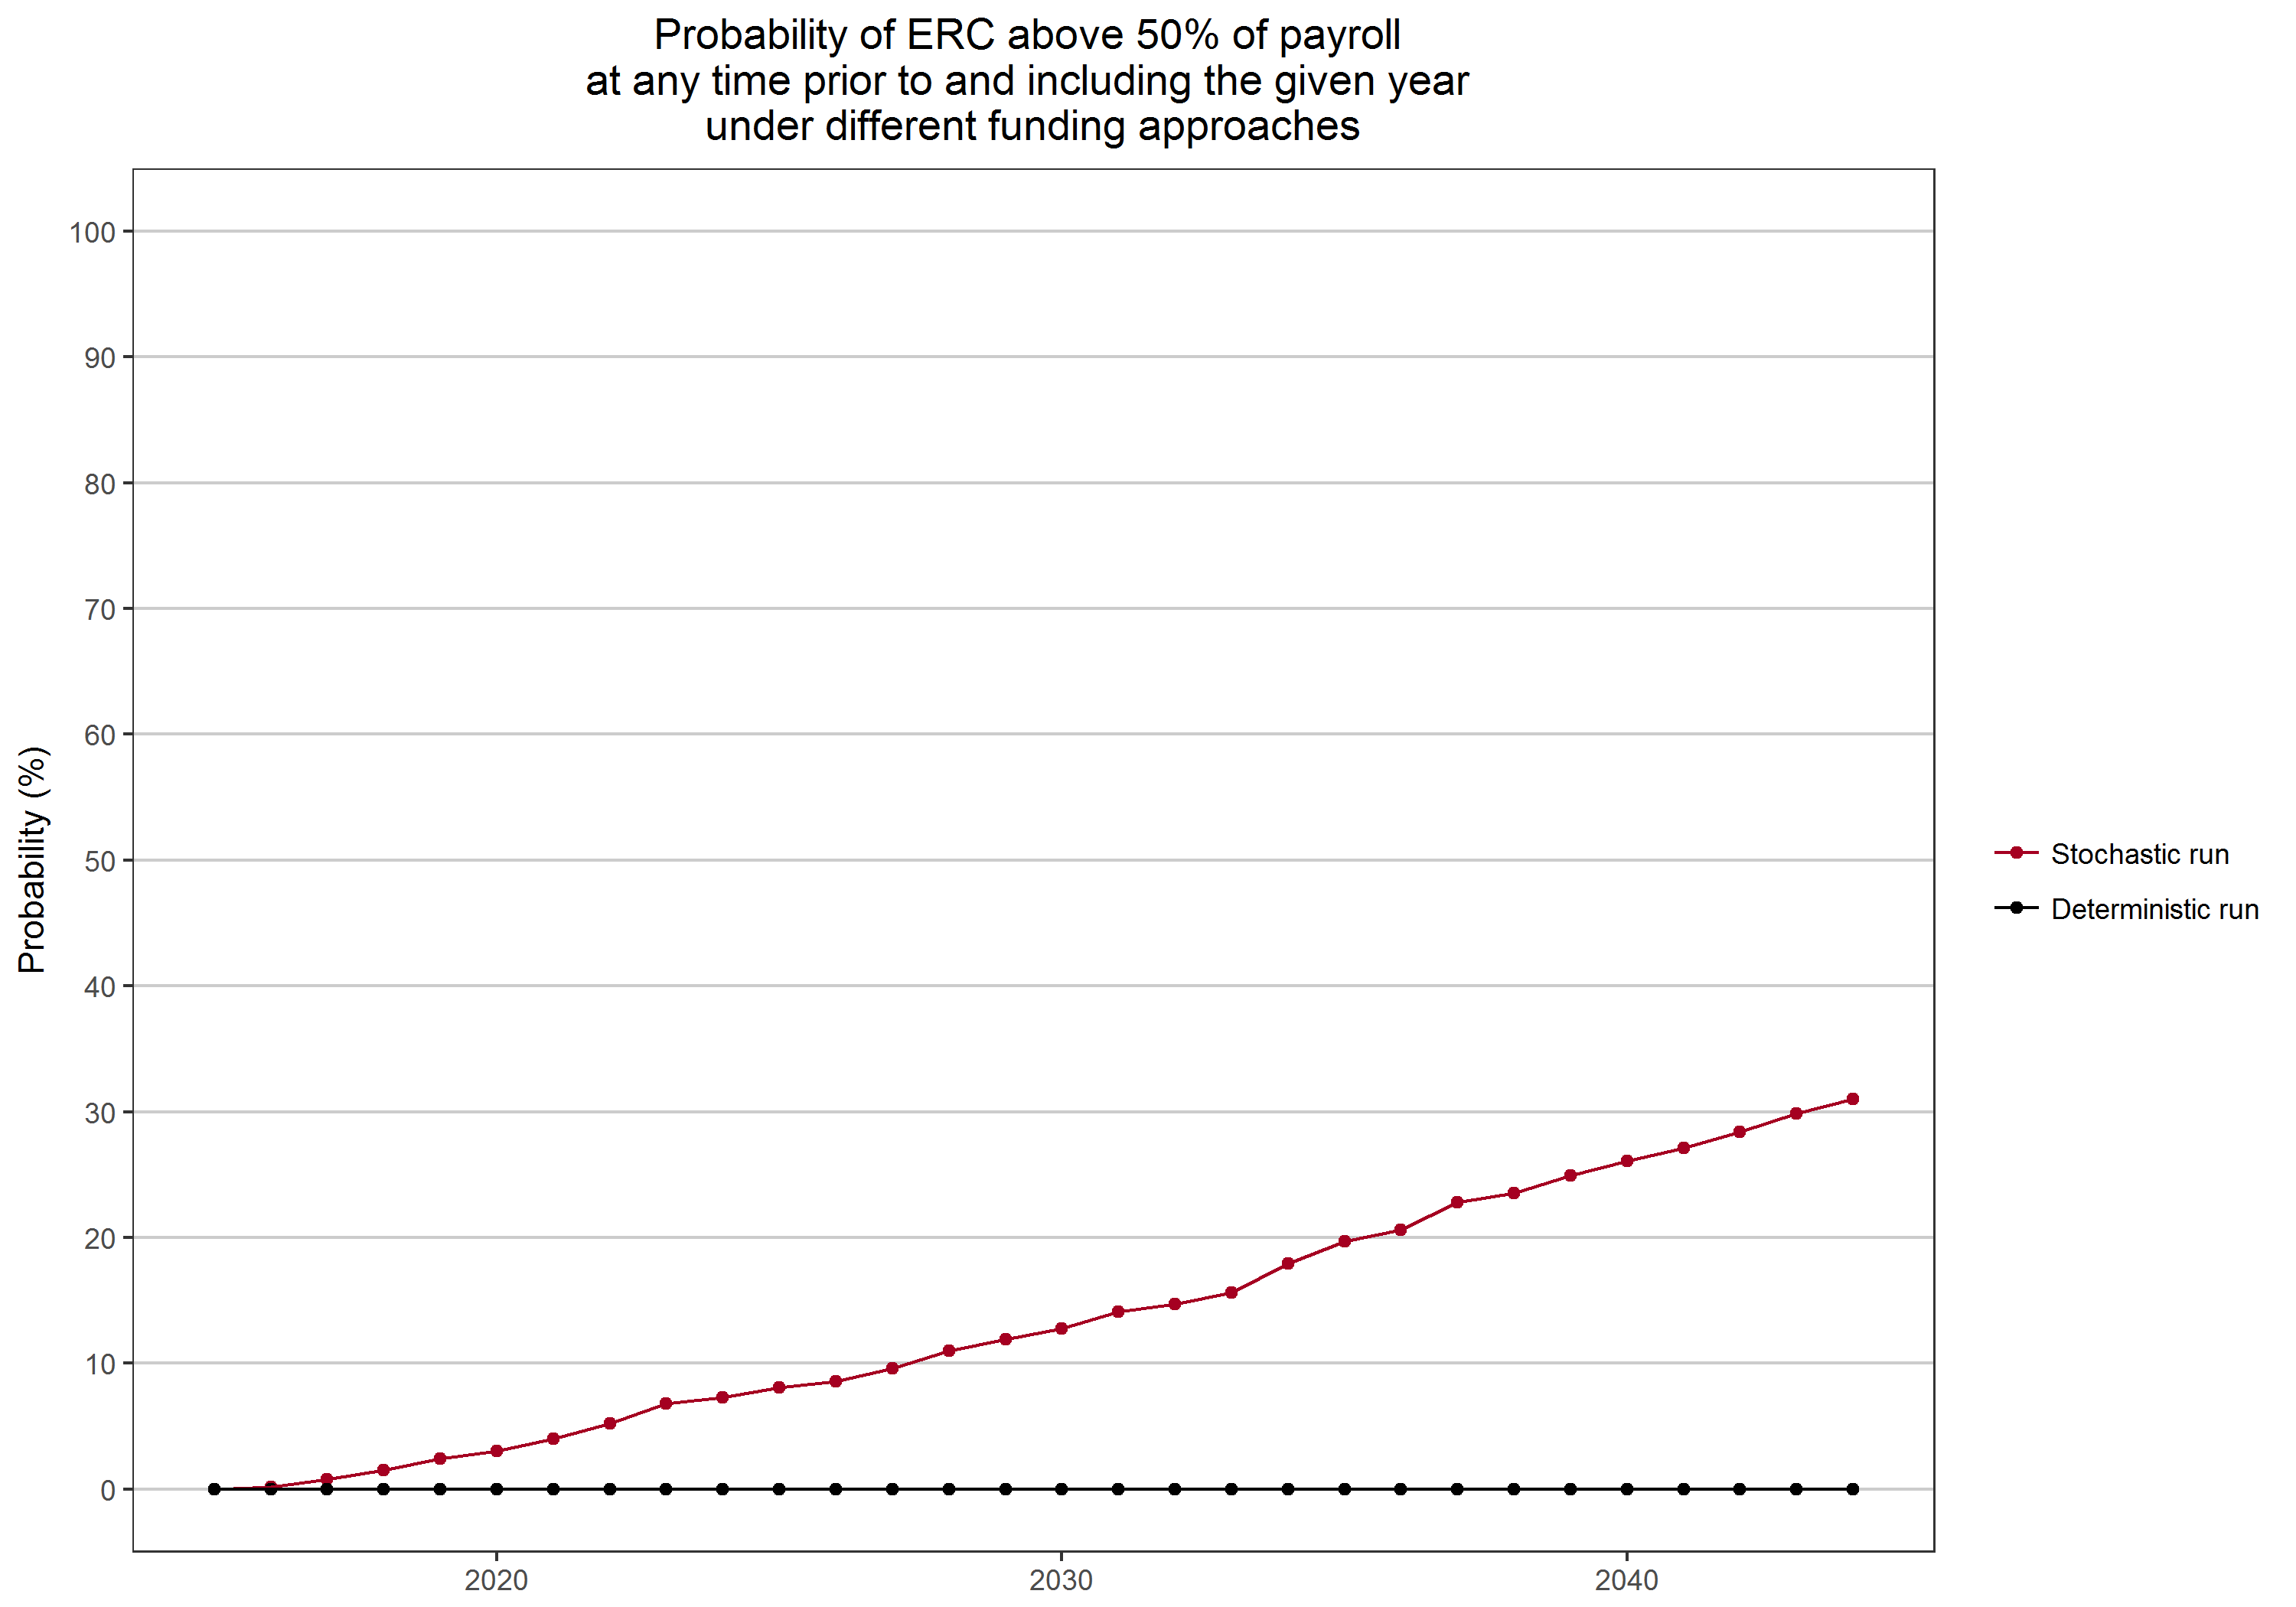 Probability of ERC above 50% of payroll
at any time prior to and including the given year
under different funding approaches
Probability (%)
100
90
80
70
60
50
40
30
20
10
0
2020
2030
2040
Stochastic run
Deterministic run